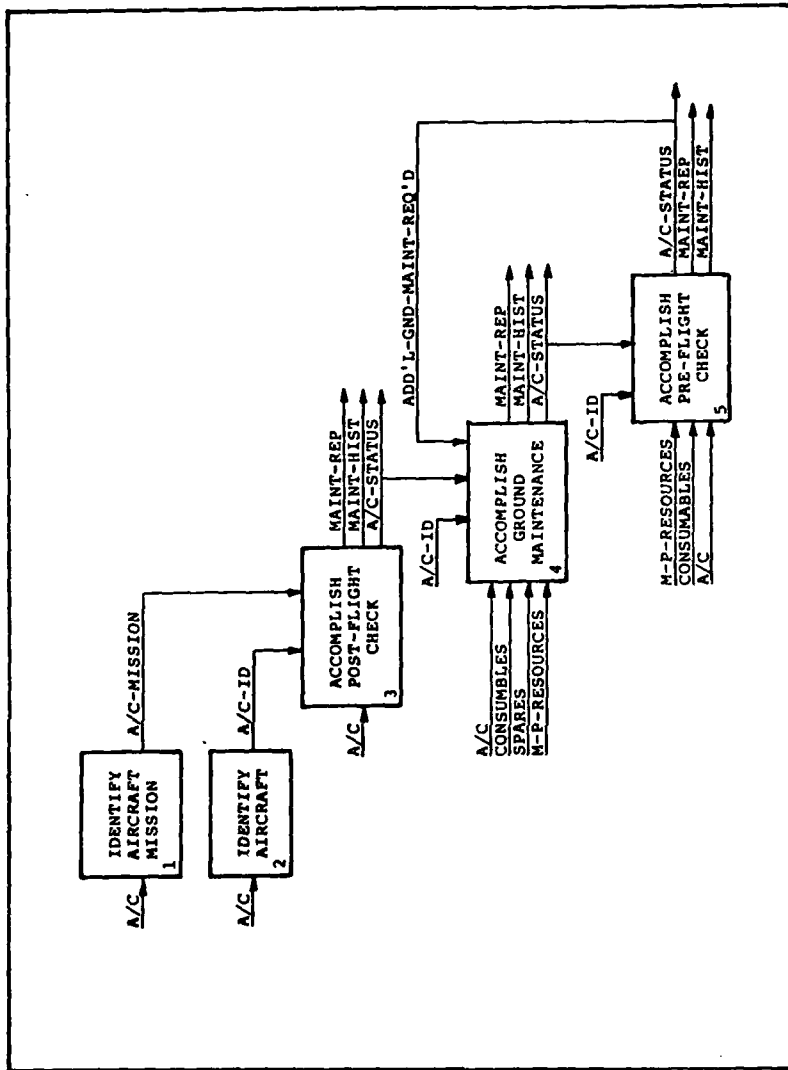 A/C
IDENTIFY
AIRCRAFT
MISSION
1
A/C-MISSION
A/C
IDENTIFY
AIRCRAFT
2
A/C-ID
A/C
ACCOMPLISH
POST-FLIGHT
CHECK
3
MAINT-REP
MAINT-HIST
A/C-STATUS
ADD'L-GND-MAINT-REQ'D
A/C-ID
A/C
CONSUMBLES
SPARES
M-P-RESOURCES
ACCOMPLISH
GROUND
MAINTENANCE
4
MAINT-REP
MAINT-HIST
A/C-STATUS
A/C-ID
M-P-RESOURCES
CONSUMABLES
A/C
ACCOMPLISH
PRE-FLIGHT
CHECK
5
A/C-STATUS
MAINT-REP
MAINT-HIST